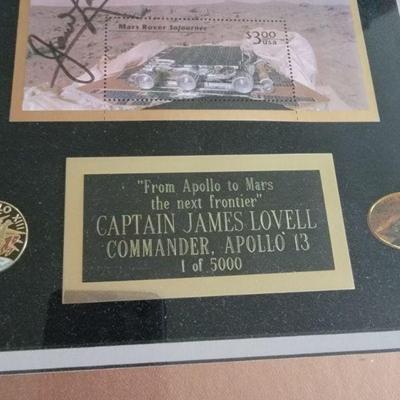 Mars Rover Sojourner
$3.00
usa
"From Apollo to Mars
the next frontier"
CAPTAIN JAMES LOVELL
COMMANDER, APOLLO 13
1 of 5000
O XIII